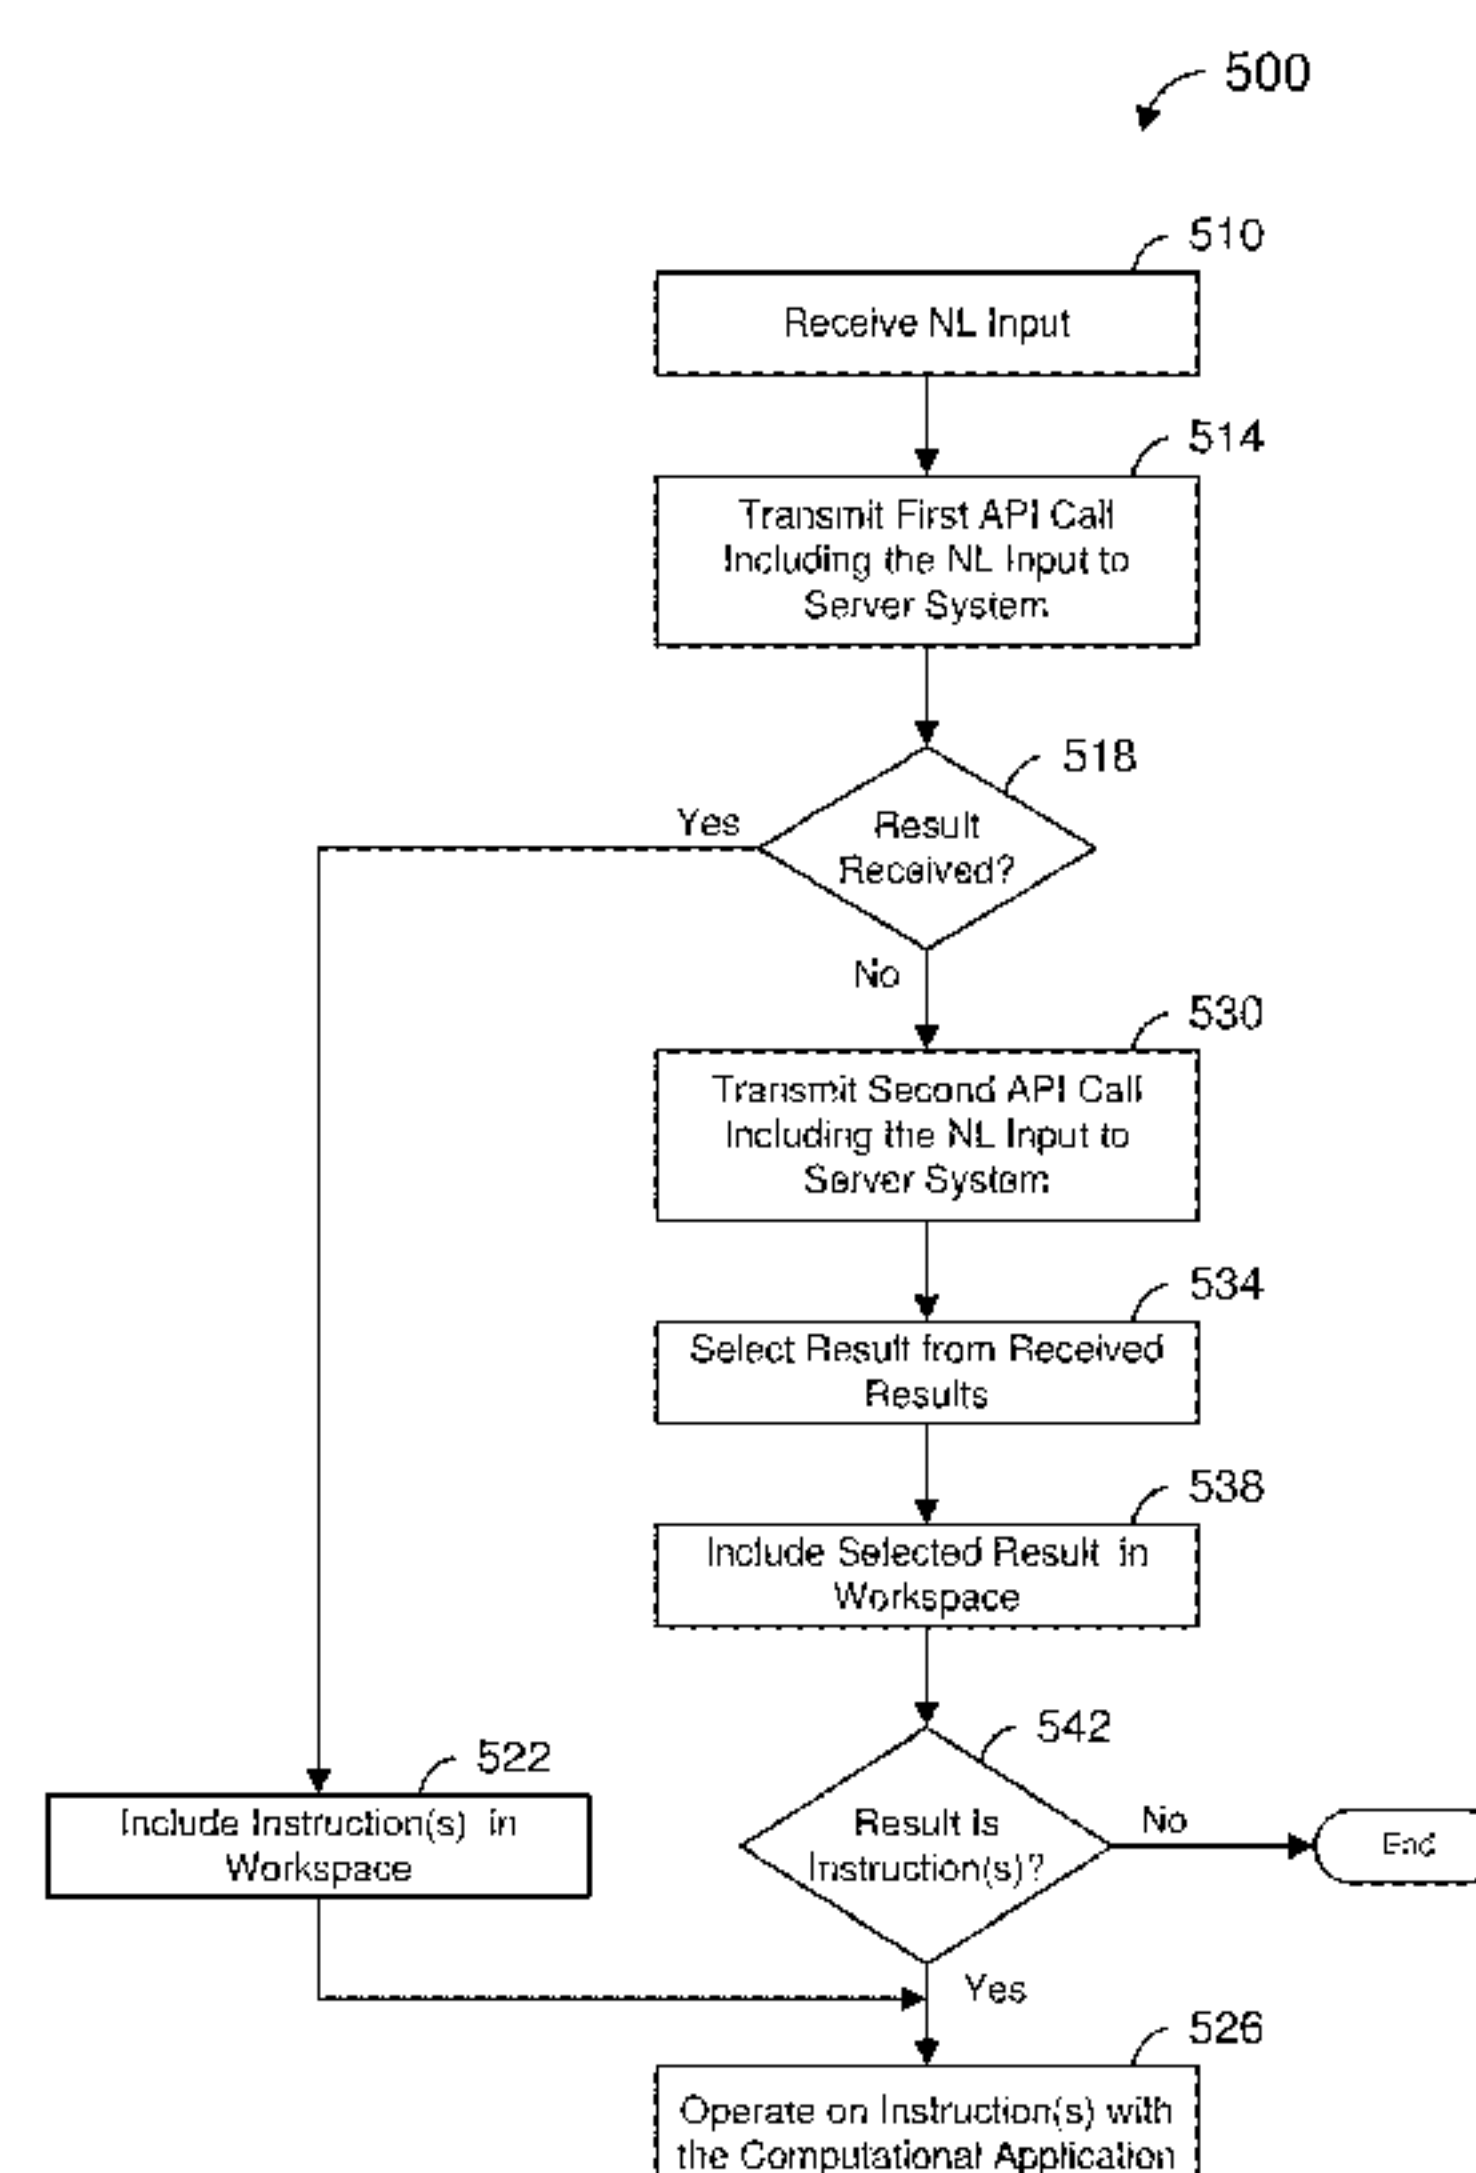 500
510
Receive NL Input
514
Transmit First API Call
Including the NL Input to
Server System
518
Yes
Result
Received?
No
530
Transmit Second API Call
Including the NL Input to
Server System
534
Select Result from Received
Results
538
Include Selected Result in
Workspace
542
522
Include Instruction(s) in
Workspace
Result is
Instruction(s)?
No
End
Yes
526
Operate on Instruction(s) with
the Computational Application